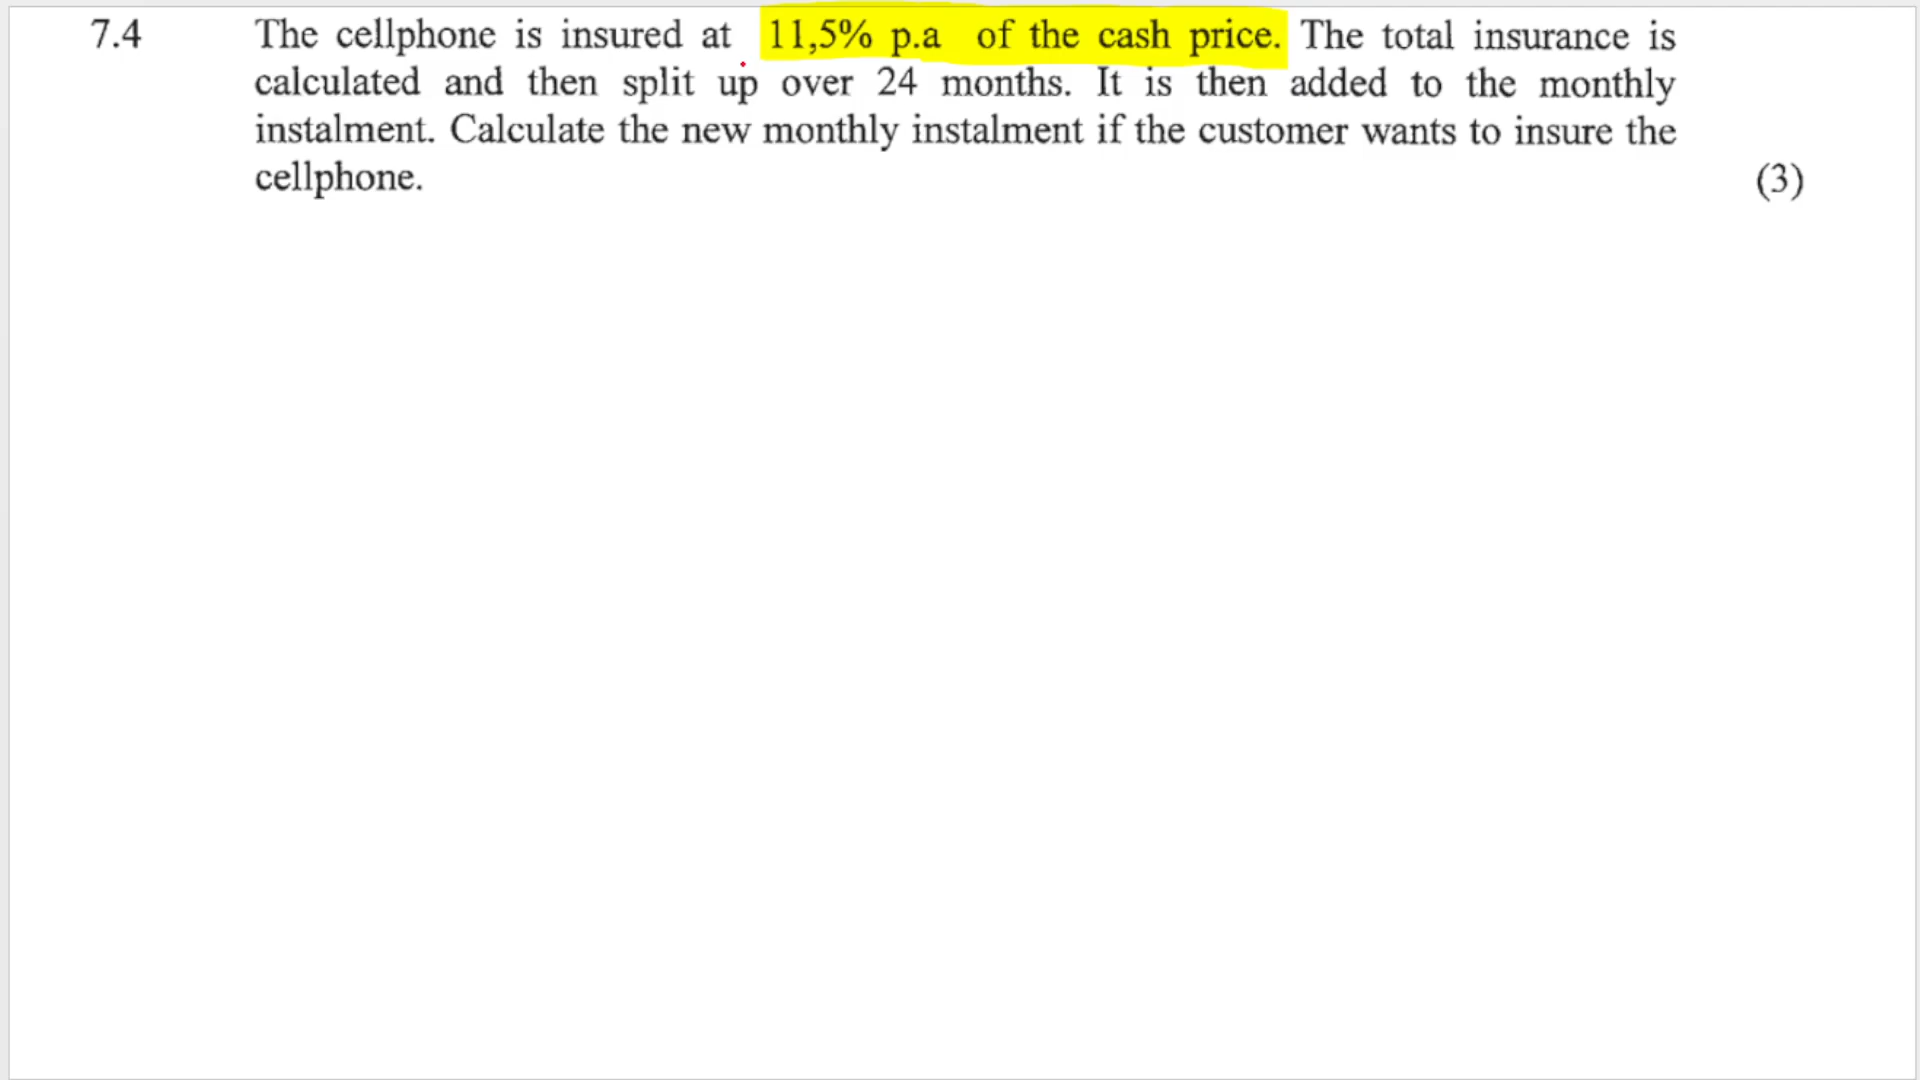 7.4 The cellphone is insured at 11,5% p.a of the cash price. The total insurance is
calculated and then split up over 24 months. It is then added to the monthly
instalment. Calculate the new monthly instalment if the customer wants to insure the
cellphone. (3)